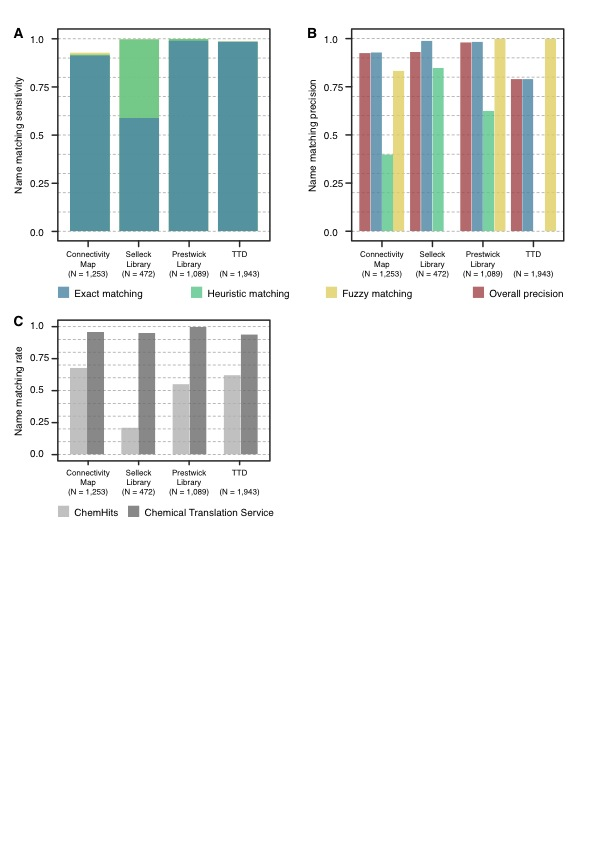 A
Name matching sensitivity
1.0
0.75
0.5
0.25
0.0
Connectivity Map (N = 1,253)
Selleck Library (N = 472)
Prestwick Library (N = 1,089)
TTD (N = 1,943)
B
Name matching precision
1.0
0.75
0.5
0.25
0.0
Connectivity Map (N = 1,253)
Selleck Library (N = 472)
Prestwick Library (N = 1,089)
TTD (N = 1,943)
Exact matching
Heuristic matching
Fuzzy matching
Overall precision
C
Name matching rate
1.0
0.75
0.5
0.25
0.0
Connectivity Map (N = 1,253)
Selleck Library (N = 472)
Prestwick Library (N = 1,089)
TTD (N = 1,943)
ChemHits
Chemical Translation Service